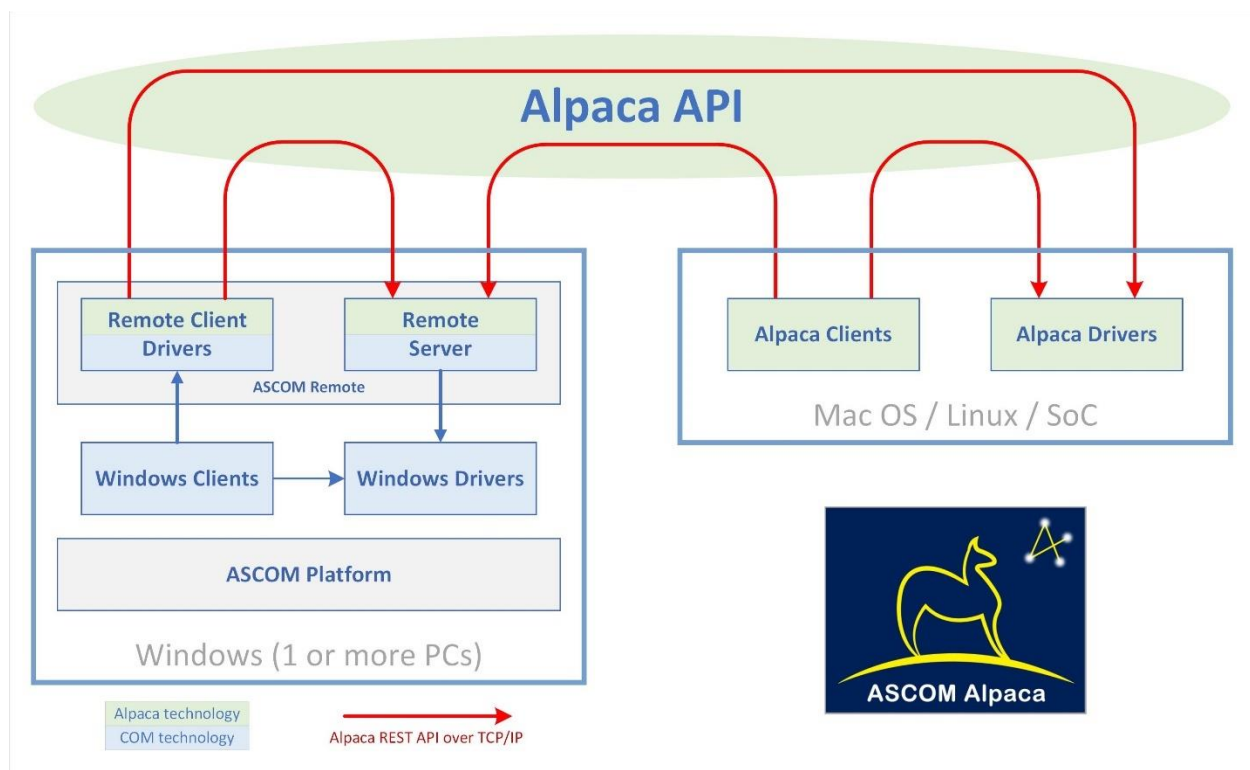 Alpaca API
Remote Client
Drivers
Remote
Server
ASCOM Remote
Windows Clients
Windows Drivers
ASCOM Platform
Windows (1 or more PCs)
Alpaca Clients
Alpaca Drivers
Mac OS / Linux / SoC
ASCOM Alpaca
Alpaca technology
COM technology
Alpaca REST API over TCP/IP